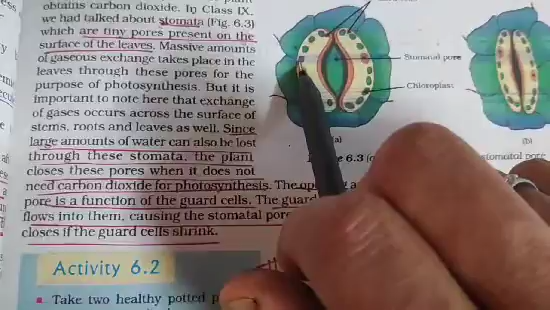 obtains carbon dioxide. In Class IX,
we had talked about stomata (Fig. 6.3)
which are tiny pores present on the
surface of the leaves. Massive amounts
of gaseous exchange takes place in the
leaves through these pores for the
purpose of photosynthesis. But it is
important to note here that exchange
of gases occurs across the surface of
stems, roots and leaves as well. Since
large amounts of water can also be lost
through these stomata, the plant
closes these pores when it does not
need carbon dioxide for photosynthesis. The
pore is a function of the guard cells. The guard
flows into them, causing the stomatal pore
closes if the guard cells shrink.
Activity 6.2
Take two healthy potted
Stomatal pore
Chloroplast
(a)
(b)
6.3
stomatal pore